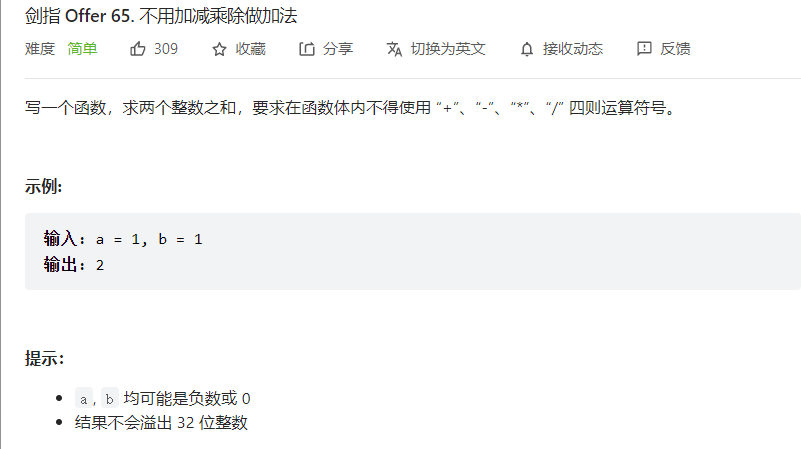 剑指 Offer 65. 不用加减乘除做加法
难度 简单 309 收藏 分享 切换为英文 接收动态 反馈
写一个函数，求两个整数之和，要求在函数体内不得使用 “+”、“-”、“*”、“/” 四则运算符号。
示例:
输入: a = 1, b = 1
输出: 2
提示：
a, b 均可能是负数或 0
结果不会溢出 32 位整数